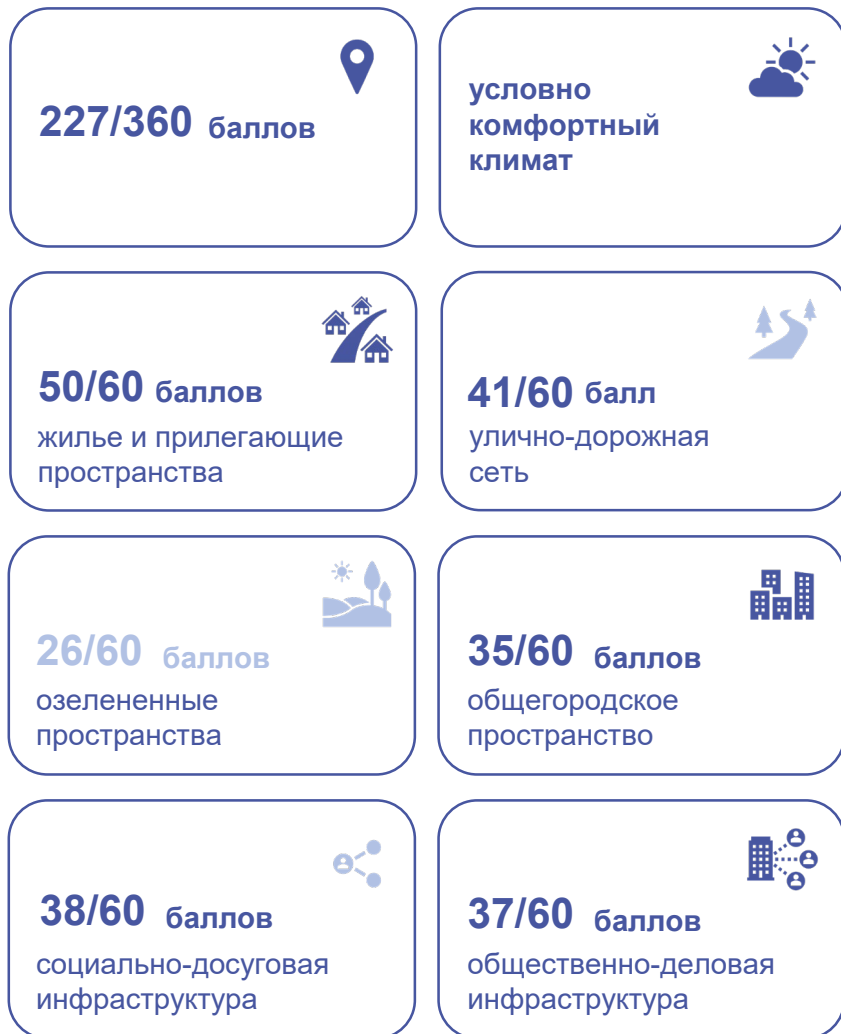 227/360 баллов
условно
комфортный
климат
50/60 баллов
жилье и прилегающие
пространства
41/60 балл
улично-дорожная
сеть
26/60 баллов
озелененные
пространства
35/60 баллов
общегородское
пространство
38/60 баллов
социально-досуговая
инфраструктура
37/60 баллов
общественно-деловая
инфраструктура